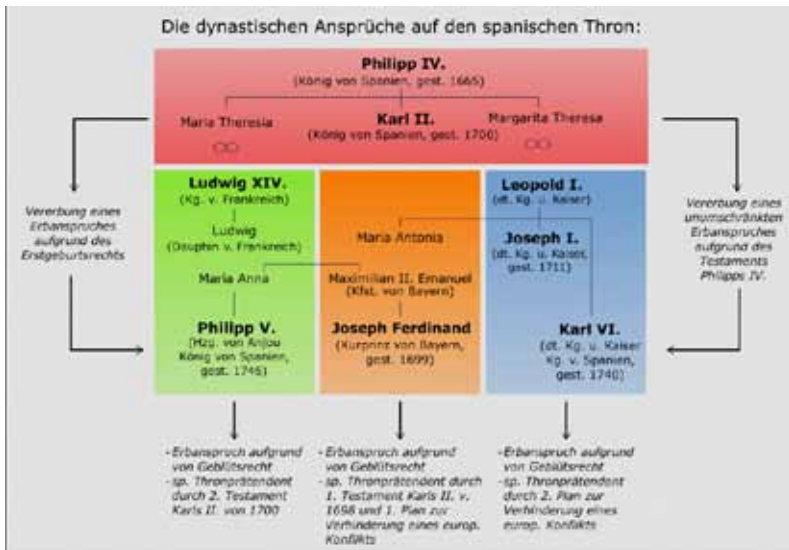 Die dynastischen Ansprüche auf den spanischen Thron:
Philipp IV.
(König von Spanien, gest. 1665)
Maria Theresia
Karl II.
(König von Spanien, gest. 1700)
Margarita Theresa
Vererbung eines
Erbanspruches
aufgrund des
Erstgeburtsrechts
Ludwig XIV.
(Kg. v. Frankreich)
Ludwig
(Dauphin v. Frankreich)
Maria Anna
Philipp V.
(Hzg. von Anjou
König von Spanien,
gest. 1746)
Maria Antonia
Maximilian II. Emanuel
(Kfst. von Bayern)
Joseph Ferdinand
(Kurprinz von Bayern,
gest. 1699)
Leopold I.
(dt. Kg. u. Kaiser)
Joseph I.
(dt. Kg. u. Kaiser,
gest. 1711)
Karl VI.
(dt. Kg. u. Kaiser
Kg. v. Spanien,
gest. 1740)
Vererbung eines
unumschränkten
Erbanspruches
aufgrund des
Testaments
Philipps IV.
- Erbanspruch aufgrund
von Geblütsrecht
- sp. Thronprätendent
durch 2. Testament
Karls II. von 1700
- Erbanspruch aufgrund
von Geblütsrecht
- sp. Thronprätendent durch
1. Testament Karls II. v.
1698 und 1. Plan zur
Verhinderung eines europ.
Konflikts
- Erbanspruch aufgrund
von Geblütsrecht
- sp. Thronprätendent
durch 2. Plan zur
Verhinderung eines
europ. Konflikts